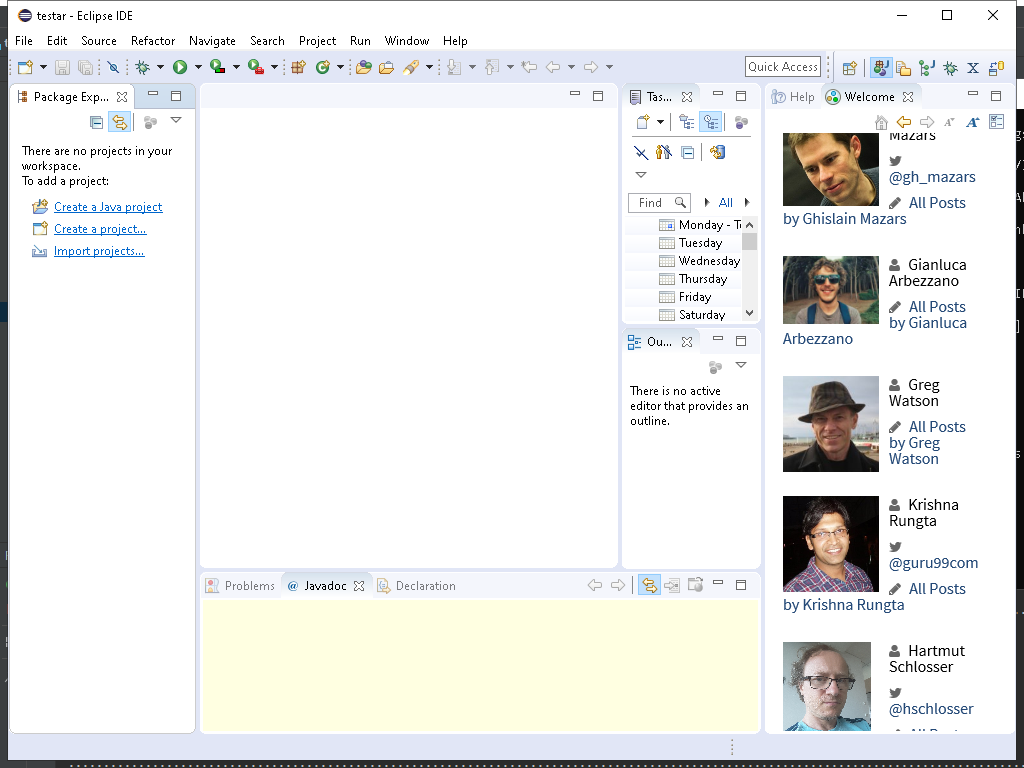 testar - Eclipse IDE
File Edit Source Refactor Navigate Search Project Run Window Help
Quick Access
Package Exp...
There are no projects in your
workspace.
To add a project:
Create a Java project
Create a project...
Import projects...
Tas...
Find
All
Monday - T
Tuesday
Wednesday
Thursday
Friday
Saturday
Ou...
There is no active
editor that provides an
outline.
Problems @ Javadoc Declaration
Help Welcome
Mazars
@gh_mazars
All Posts
by Ghislain Mazars
Gianluca
Arbezzano
All Posts
by Gianluca
Arbezzano
Greg
Watson
All Posts
by Greg
Watson
Krishna
Rungta
@guru99com
All Posts
by Krishna Rungta
Hartmut
Schlosser
@hschlosser